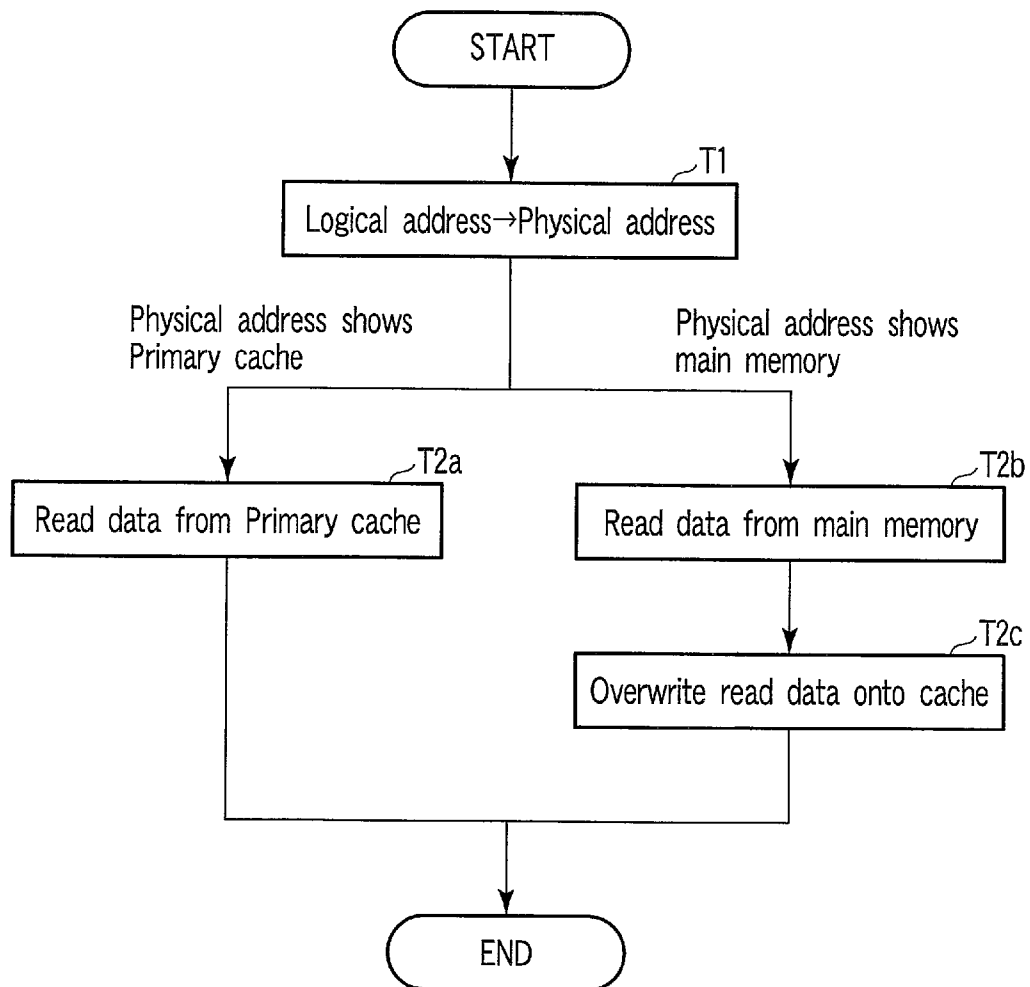 START
T1
Logical address→Physical address
Physical address shows
Primary cache
Physical address shows
main memory
T2a
Read data from Primary cache
T2b
Read data from main memory
T2c
Overwrite read data onto cache
END